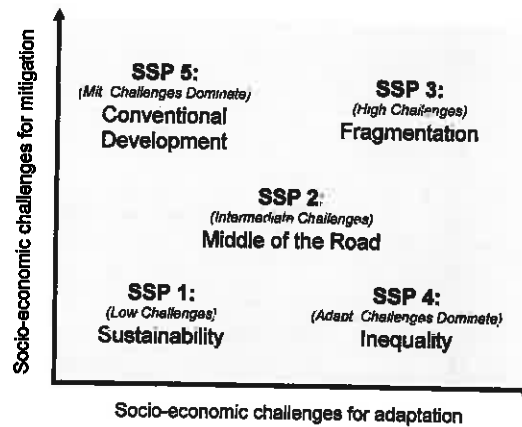 Socio-economic challenges for mitigation
SSP 5:
(Mit. Challenges Dominate)
Conventional
Development
SSP 3:
(High Challenges)
Fragmentation
SSP 2:
(Intermediate Challenges)
Middle of the Road
SSP 1:
(Low Challenges)
Sustainability
SSP 4:
(Adapt. Challenges Dominate)
Inequality
Socio-economic challenges for adaptation